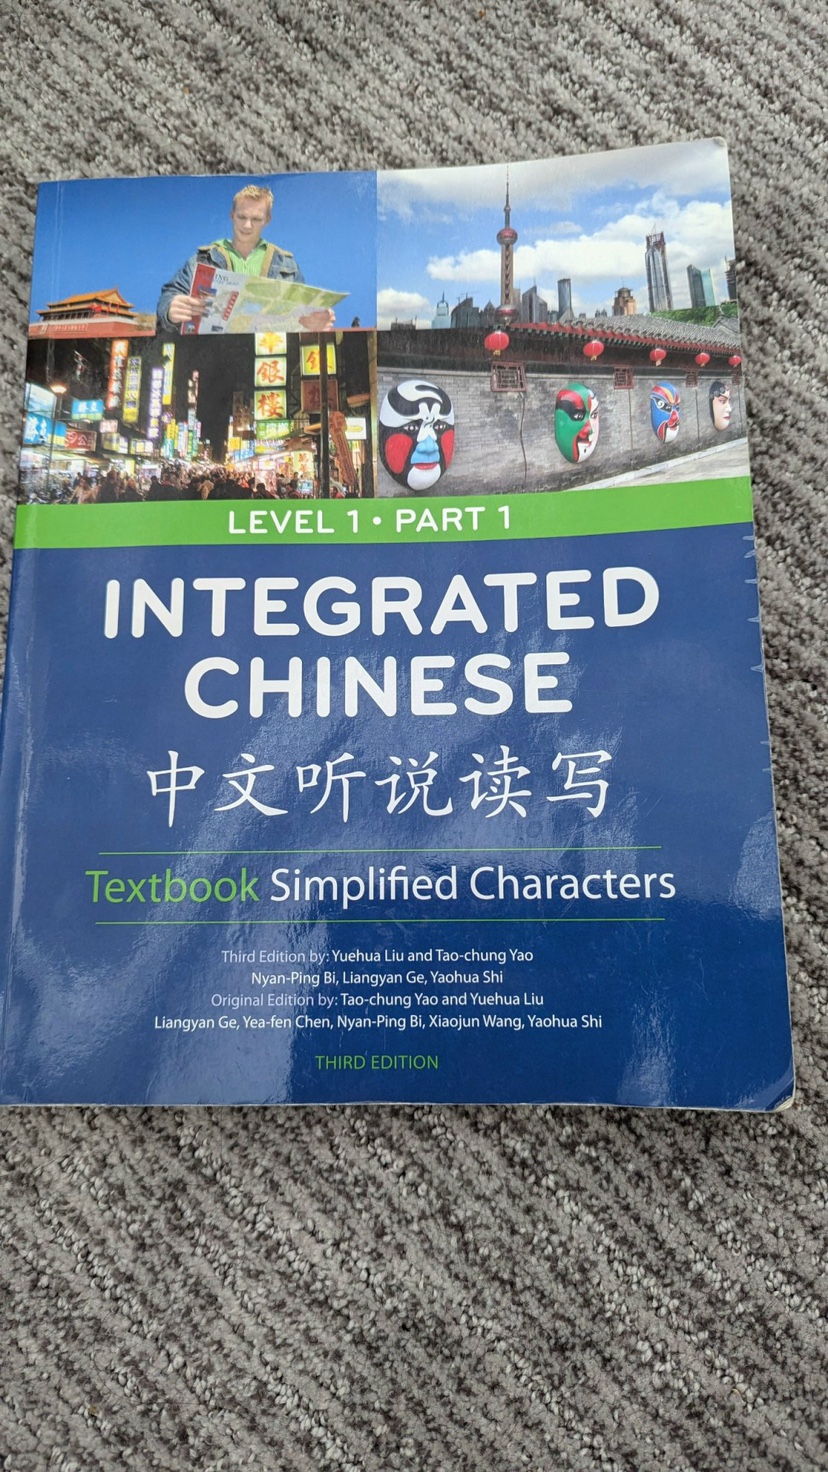 LEVEL 1 • PART 1
INTEGRATED
CHINESE
中文听说读写
Textbook Simplified Characters
Third Edition by: Yuehua Liu and Tao-chung Yao
Nyan-Ping Bi, Liangyan Ge, Yaohua Shi
Original Edition by: Tao-chung Yao and Yuehua Liu
Liangyan Ge, Yea-fen Chen, Nyan-Ping Bi, Xiaojun Wang, Yaohua Shi
THIRD EDITION
银
楼